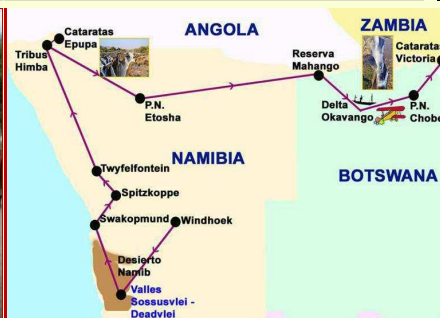 ANGOLA
ZAMBIA
Cataratas
Epupa
Tribus
Himba
Reserva
Mahango
Cataratas
Victoria
P.N.
Etosha
Delta
Okavango
P.N.
Chobe
NAMIBIA
BOTSWANA
Twyfelfontein
Spitzkoppe
Swakopmund
Windhoek
Desierto
Namib
Valles
Sossusvlei -
Deadvlei